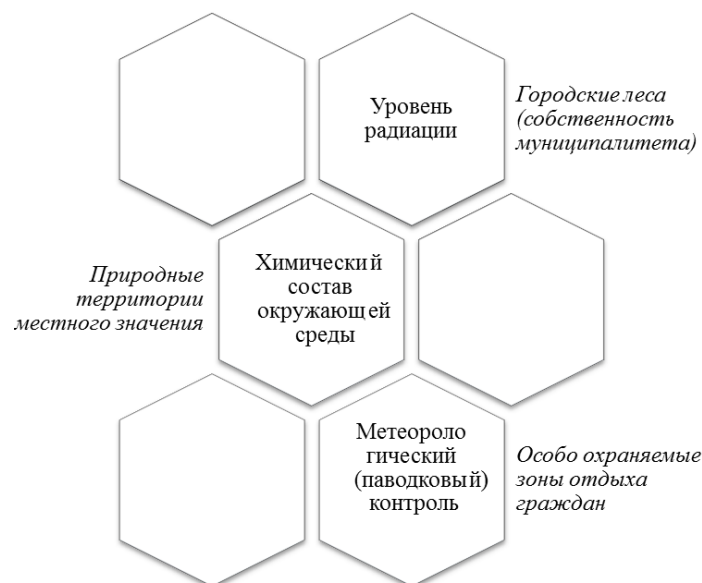 Уровень
радиации
Городские леса
(собственность
муниципалитета)
Природные
территории
местного значения
Химический
состав
окружающей
среды
Метеороло
гический
(паводковый)
контроль
Особо охраняемые
зоны отдыха
граждан